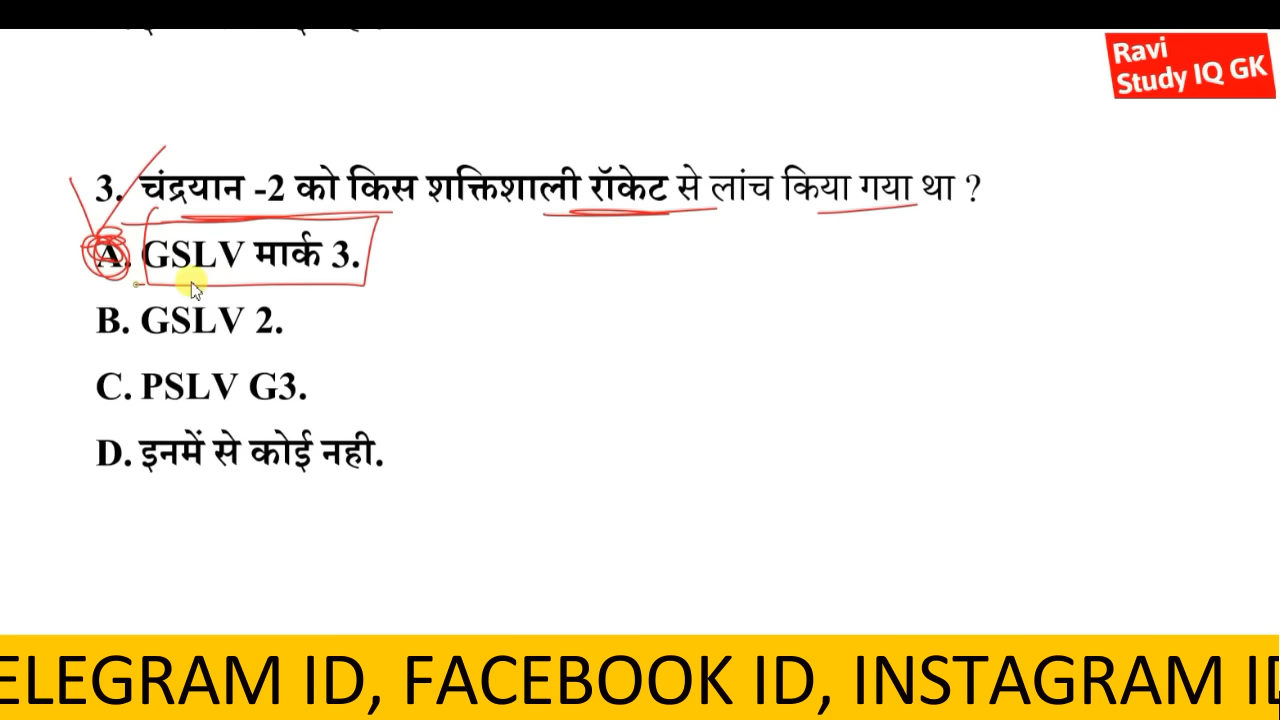 Ravi
Study IQ GK
3. चंद्रयान -2 को किस शक्तिशाली रॉकेट से लांच किया गया था ?
A. GSLV मार्क 3.
B. GSLV 2.
C. PSLV G3.
D. इनमें से कोई नही.
ELEGRAM ID, FACEBOOK ID, INSTAGRAM ID